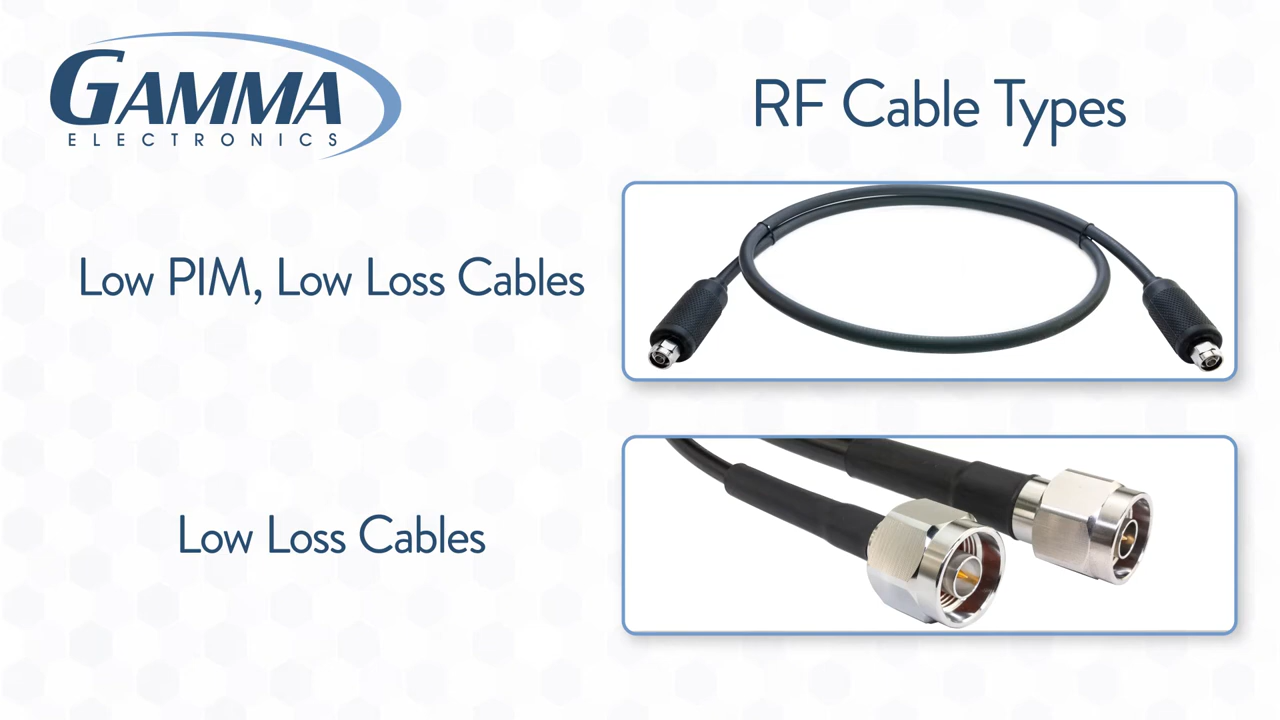 GAMMA
ELECTRONICS
RF Cable Types
Low PIM, Low Loss Cables
Low Loss Cables